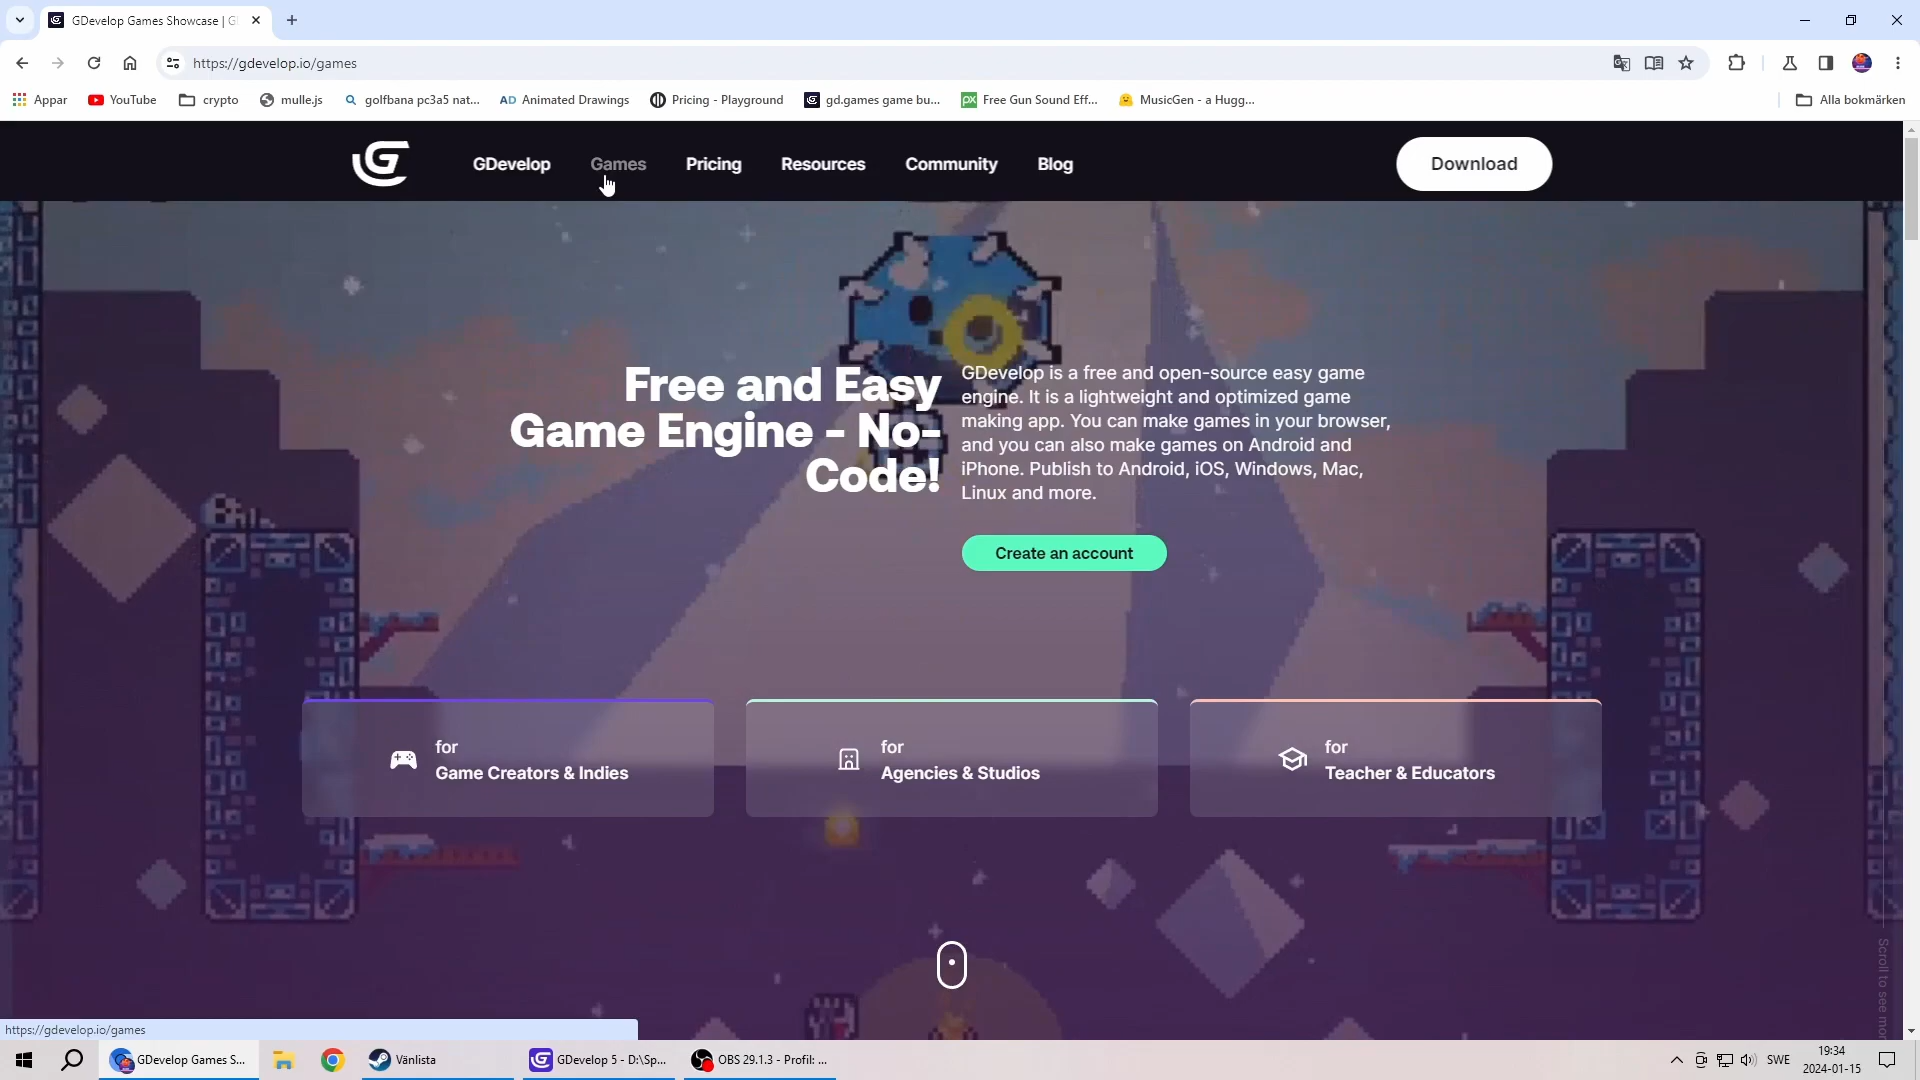 GDevelop Games Showcase | G
https://gdevelop.io/games
Appar
YouTube
crypto
mulle.js
golfbana pc3a5 nat...
AD Animated Drawings
Pricing - Playground
gd.games game bu...
px Free Gun Sound Eff...
MusicGen - a Hugg...
Alla bokmärken
GDevelop
Games
Pricing
Resources
Community
Blog
Download
Free and Easy
Game Engine - No-
Code!
GDevelop is a free and open-source easy game
engine. It is a lightweight and optimized game
making app. You can make games in your browser,
and you can also make games on Android and
iPhone. Publish to Android, iOS, Windows, Mac,
Linux and more.
Create an account
for
Game Creators & Indies
for
Agencies & Studios
for
Teacher & Educators
Scroll to see mor
https://gdevelop.io/games
GDevelop Games S...
Vänlista
GDevelop 5 - D:\Sp...
OBS 29.1.3 - Profil: ...
SWE
19:34
2024-01-15